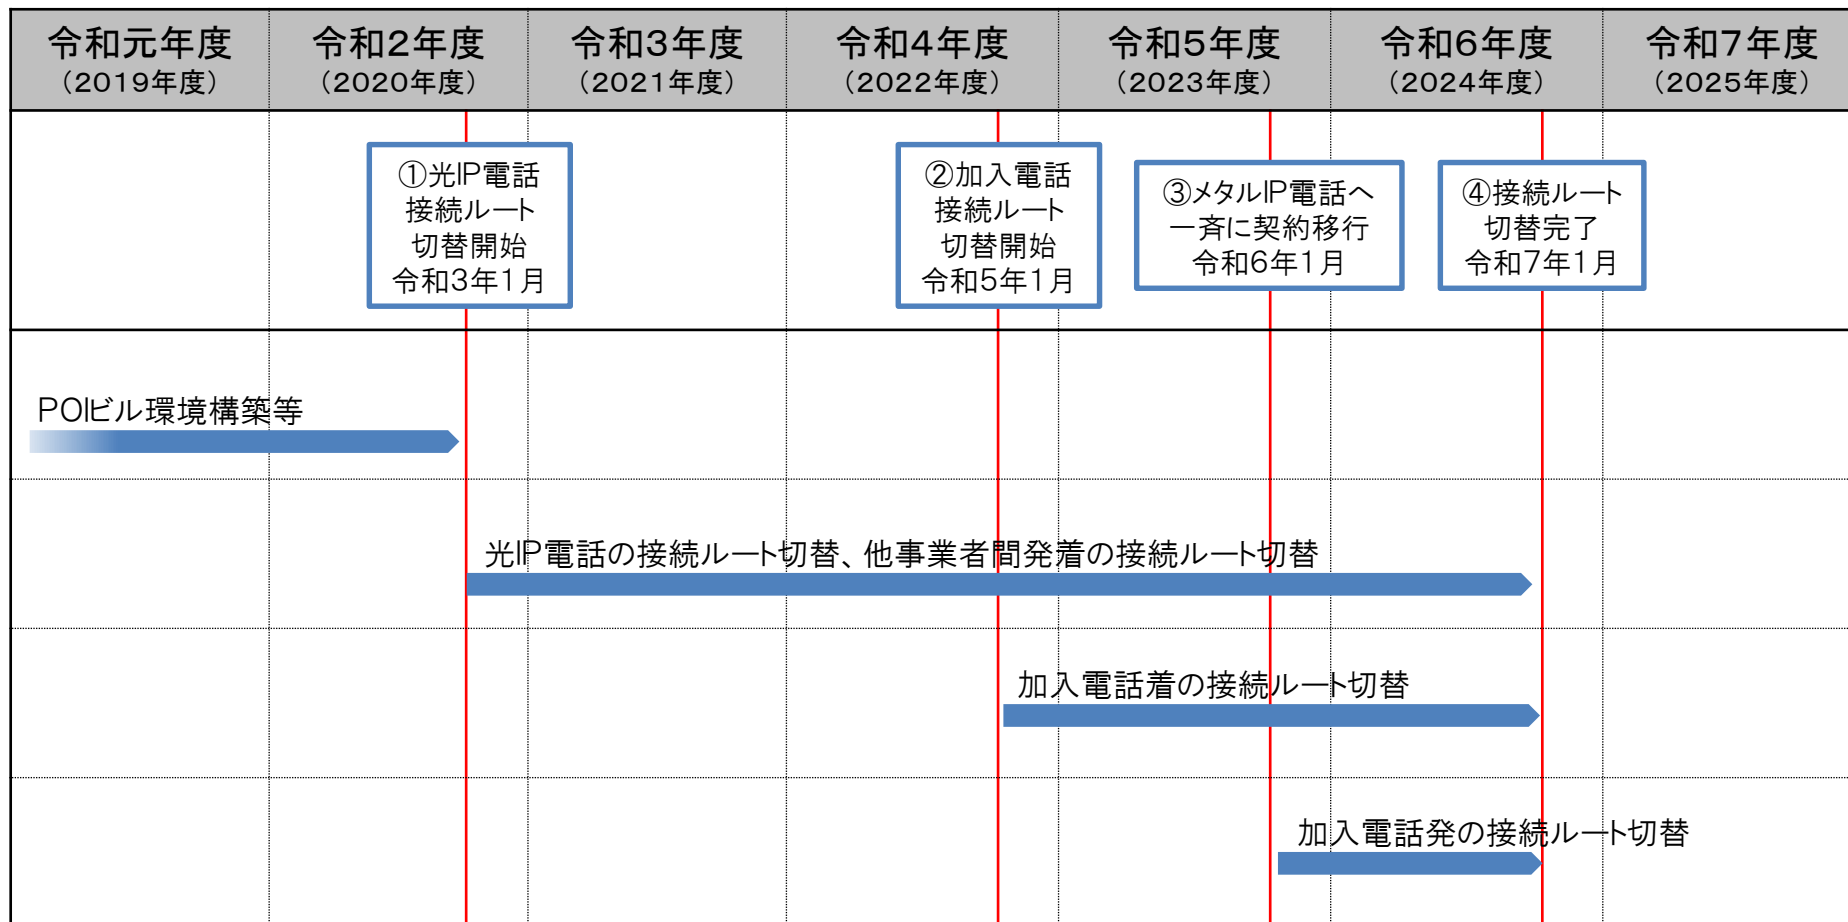 令和元年度
（2019年度）
令和2年度
（2020年度）
令和3年度
（2021年度）
令和4年度
（2022年度）
令和5年度
（2023年度）
令和6年度
（2024年度）
令和7年度
（2025年度）
①光IP電話
接続ルート
切替開始
令和3年1月
②加入電話
接続ルート
切替開始
令和5年1月
③メタルIP電話へ
一斉に契約移行
令和6年1月
④接続ルート
切替完了
令和7年1月
POIビル環境構築等
光IP電話の接続ルート切替、他事業者間発着の接続ルート切替
加入電話着の接続ルート切替
加入電話発の接続ルート切替